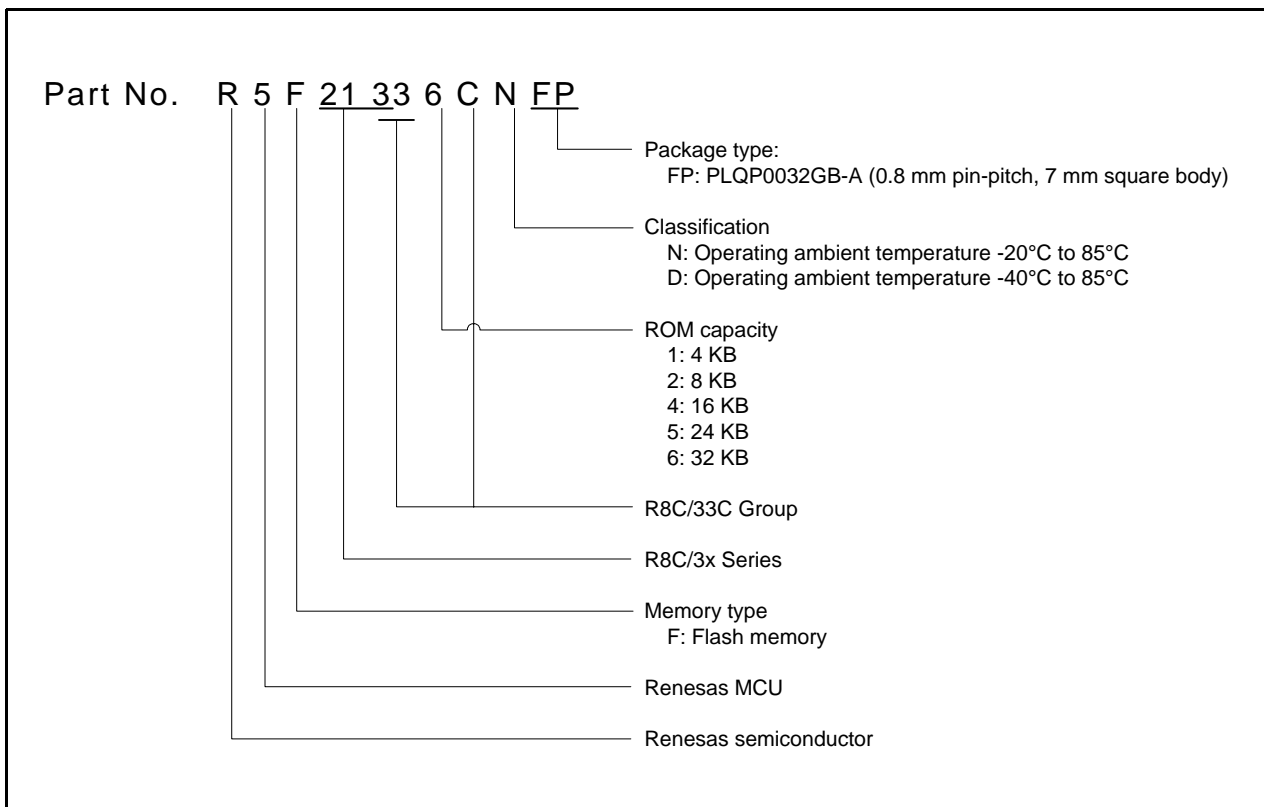 Part No. R 5 F 21 33 6 C N FP
Package type:
FP: PLQP0032GB-A (0.8 mm pin-pitch, 7 mm square body)
Classification
N: Operating ambient temperature -20°C to 85°C
D: Operating ambient temperature -40°C to 85°C
ROM capacity
1: 4 KB
2: 8 KB
4: 16 KB
5: 24 KB
6: 32 KB
R8C/33C Group
R8C/3x Series
Memory type
F: Flash memory
Renesas MCU
Renesas semiconductor